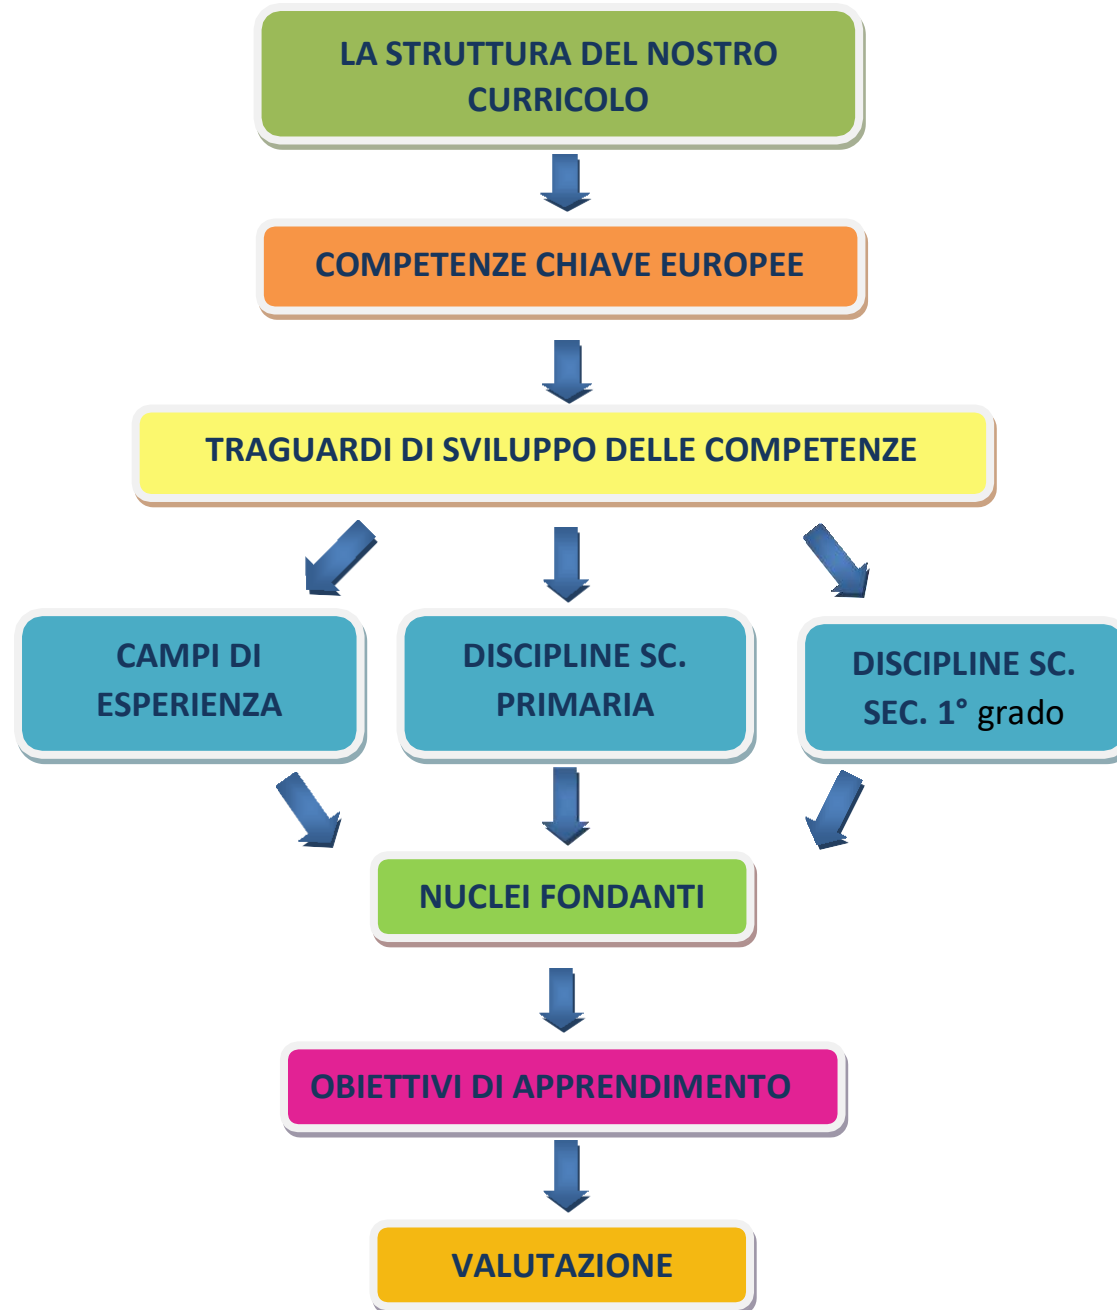 LA STRUTTURA DEL NOSTRO
CURRICOLO
COMPETENZE CHIAVE EUROPEE
TRAGUARDI DI SVILUPPO DELLE COMPETENZE
CAMPI DI
ESPERIENZA
DISCIPLINE SC.
PRIMARIA
DISCIPLINE SC.
SEC. 1° grado
NUCLEI FONDANTI
OBIETTIVI DI APPRENDIMENTO
VALUTAZIONE